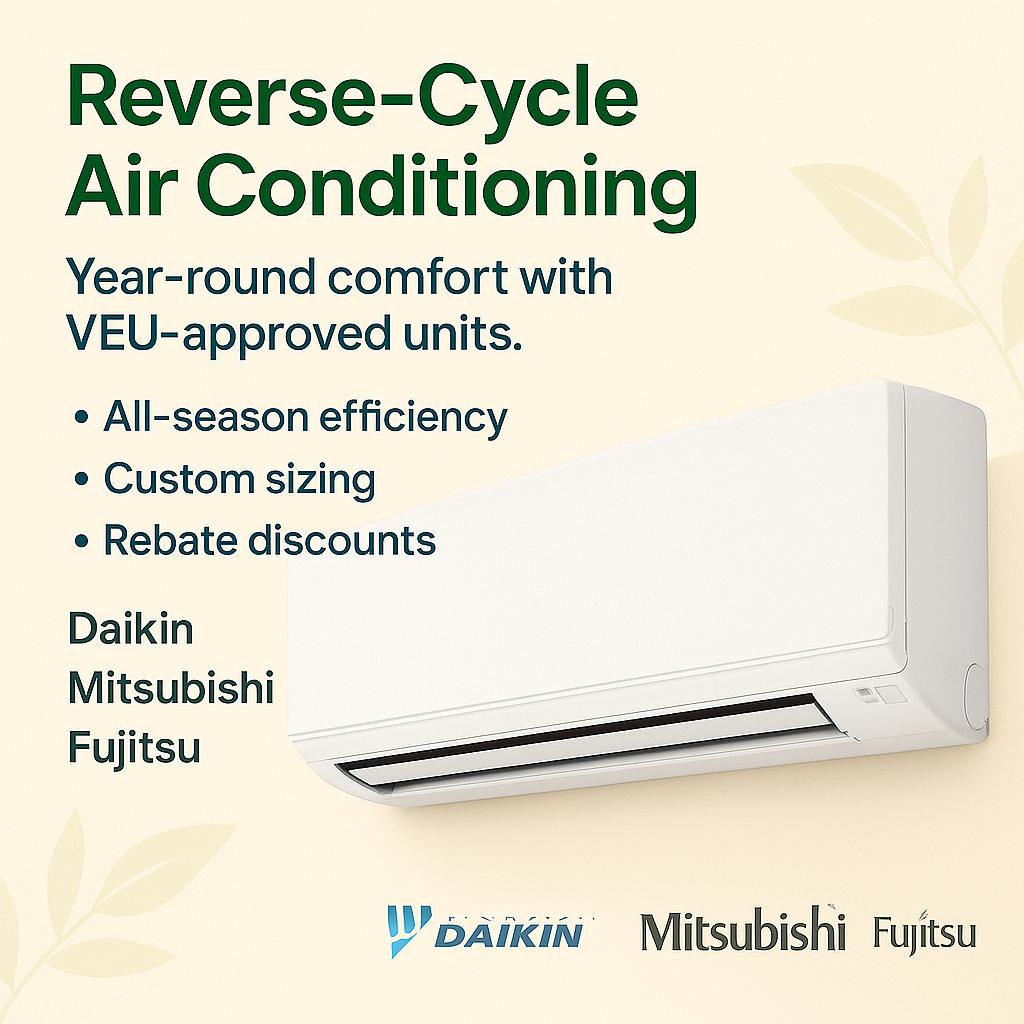 Reverse-Cycle
Air Conditioning
Year-round comfort with
VEU-approved units.
• All-season efficiency
• Custom sizing
• Rebate discounts
Daikin
Mitsubishi
Fujitsu
DAIKIN Mitsubishi Fujitsu